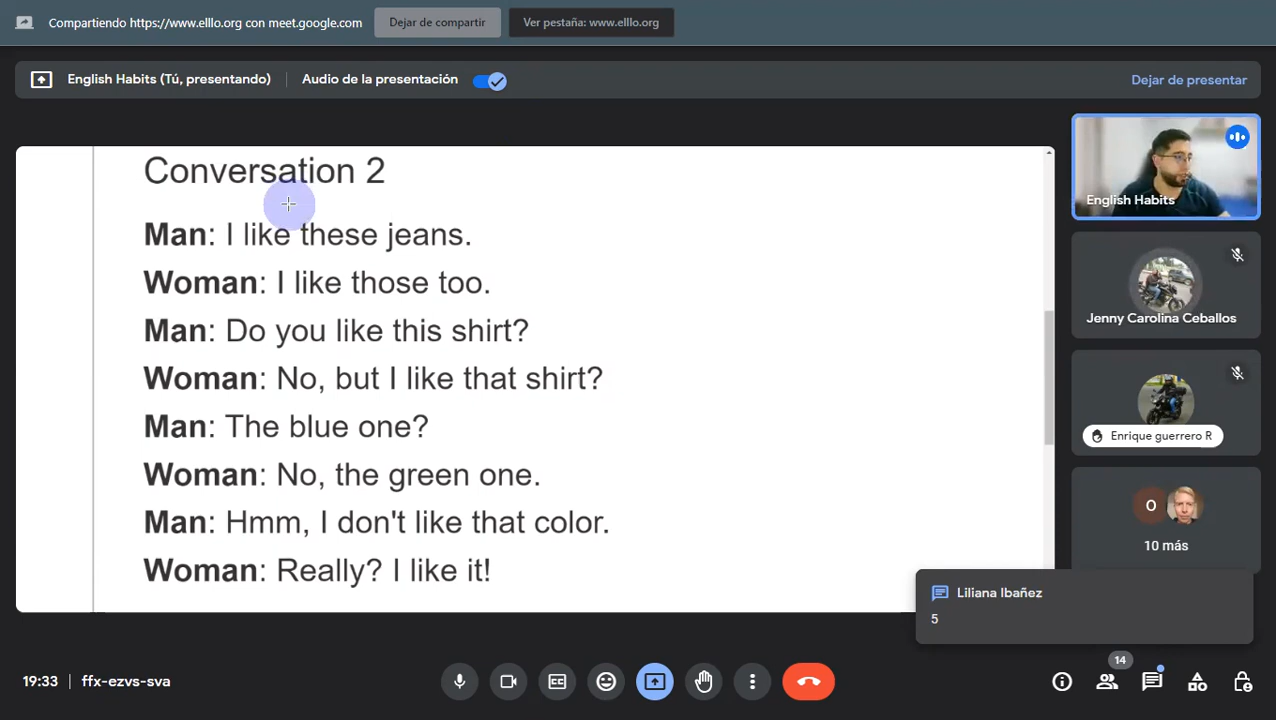 Compartiendo https://www.elllo.org con meet.google.com
Dejar de compartir
Ver pestaña: www.elllo.org
English Habits (Tú, presentando)
Audio de la presentación
Dejar de presentar
Conversation 2
Man: I like these jeans.
Woman: I like those too.
Man: Do you like this shirt?
Woman: No, but I like that shirt?
Man: The blue one?
Woman: No, the green one.
Man: Hmm, I don't like that color.
Woman: Really? I like it!
English Habits
Jenny Carolina Ceballos
Enrique guerrero R
O
10 más
Liliana Ibañez
5
19:33 | ffx-ezvs-sva
14